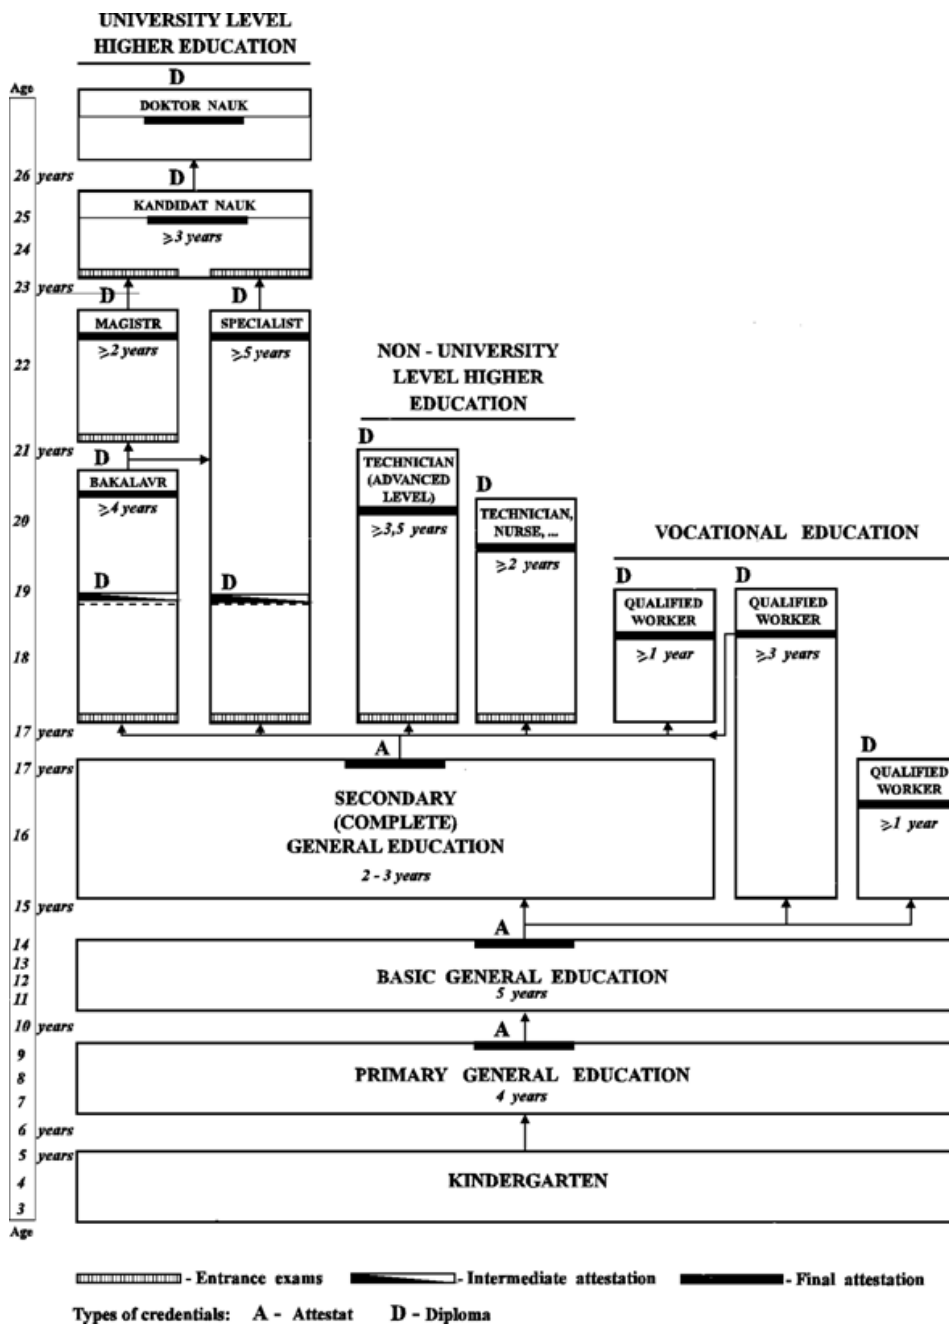 UNIVERSITY LEVEL
HIGHER EDUCATION
D
Age
DOKTOR NAUK
26 years
D
KANDIDAT NAUK
25
⩾3 years
24
23 years
D
D
MAGISTR
SPECIALIST
⩾2 years
⩾5 years
22
NON - UNIVERSITY
LEVEL HIGHER
EDUCATION
21 years
D
D
BAKALAVR
⩾4 years
TECHNICIAN
(ADVANCED
LEVEL)
⩾3,5 years
D
TECHNICIAN,
NURSE, ...
⩾2 years
20
VOCATIONAL EDUCATION
19
D
D
D
QUALIFIED
WORKER
⩾1 year
D
QUALIFIED
WORKER
⩾3 years
18
17 years
A
D
17 years
QUALIFIED
WORKER
⩾1 year
SECONDARY
(COMPLETE)
GENERAL EDUCATION
2 - 3 years
16
15 years
A
14
13
12
11
BASIC GENERAL EDUCATION
5 years
10 years
A
9
8
7
PRIMARY GENERAL EDUCATION
4 years
6 years
5 years
4
3
KINDERGARTEN
Age
- Entrance exams
- Intermediate attestation
- Final attestation
Types of credentials: A - Attestat D - Diploma